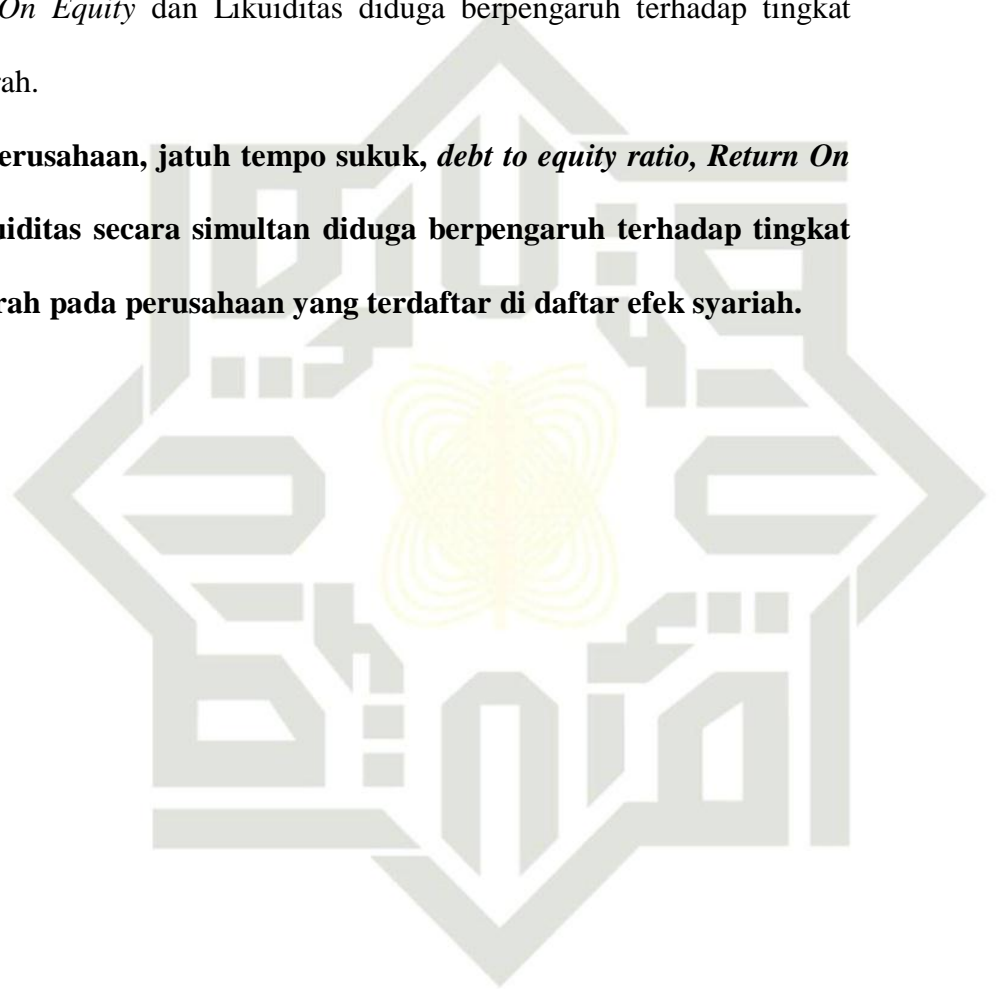 On Equity dan Likuiditas diduga berpengaruh terhadap tingkat
rah.
erusahaan, jatuh tempo sukuk, debt to equity ratio, Return On
uiditas secara simultan diduga berpengaruh terhadap tingkat
rah pada perusahaan yang terdaftar di daftar efek syariah.